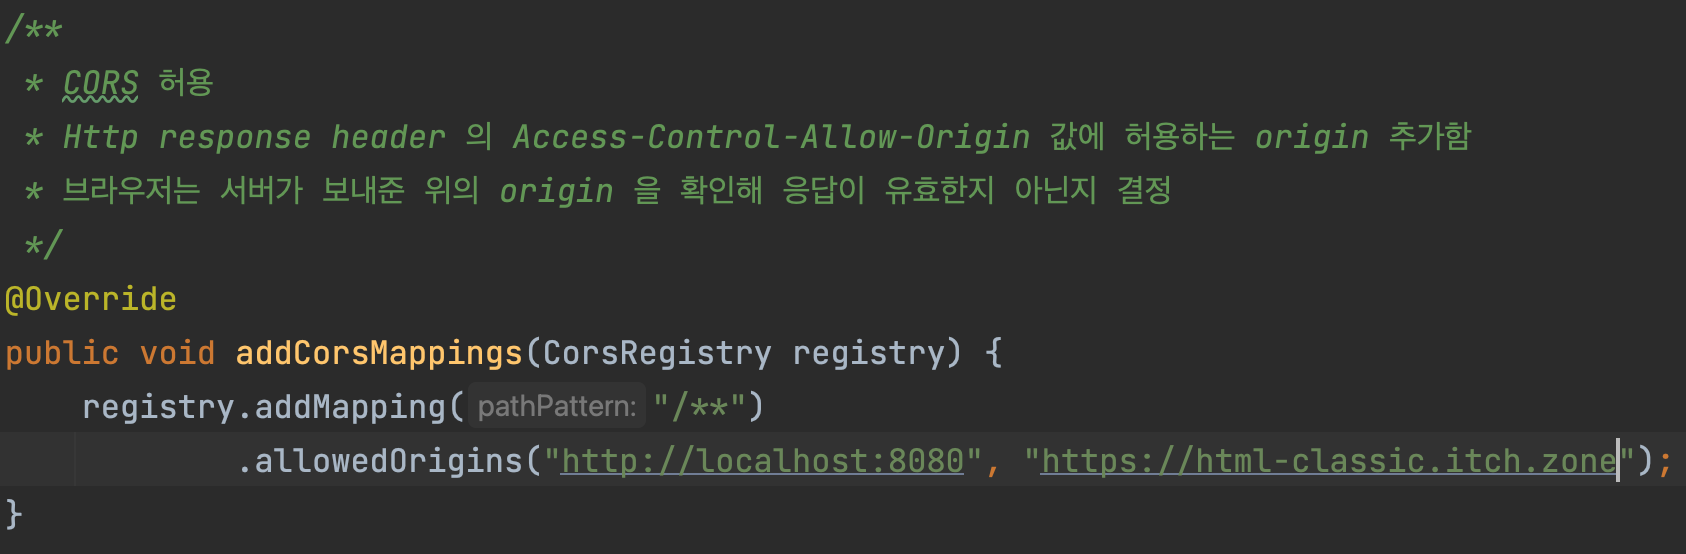 /**
 * CORS 허용
 * Http response header 의 Access-Control-Allow-Origin 값에 허용하는 origin 추가함
 * 브라우저는 서버가 보내준 위의 origin 을 확인해 응답이 유효한지 아닌지 결정
 */
@Override
public void addCorsMappings(CorsRegistry registry) {
    registry.addMapping( pathPattern: "/**")
            .allowedOrigins("http://localhost:8080", "https://html-classic.itch.zone");
}